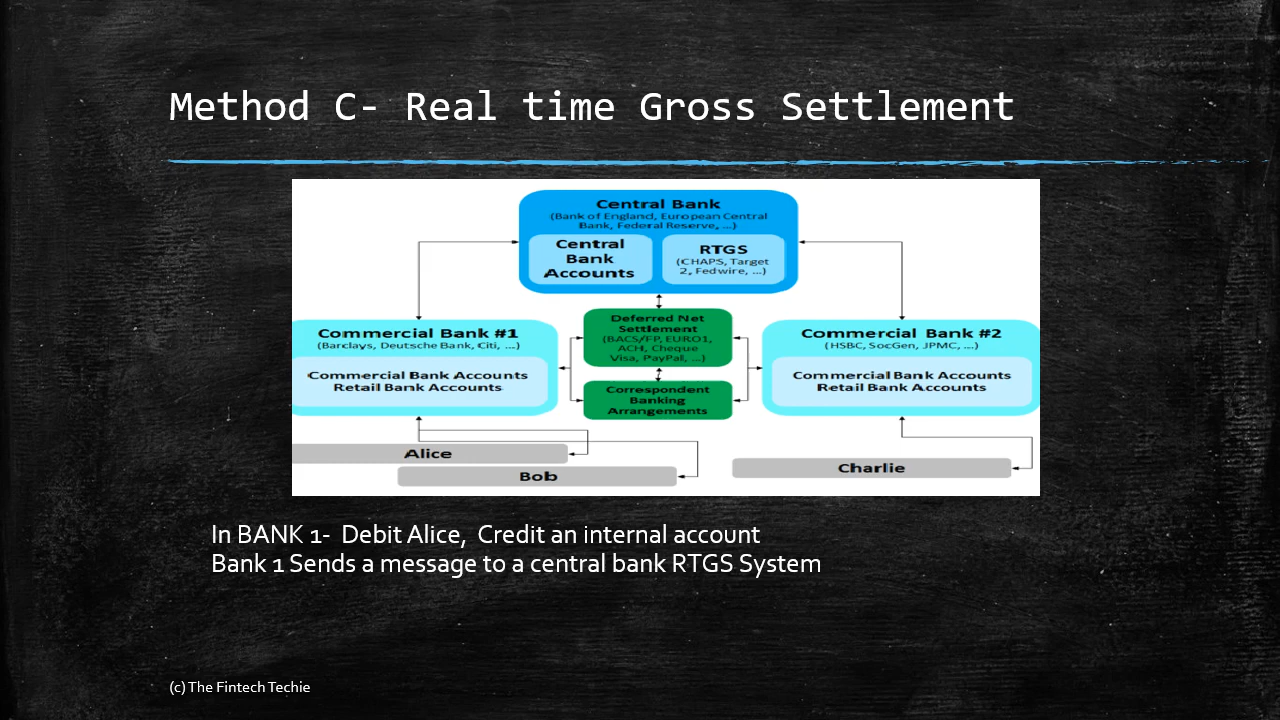 Method C- Real time Gross Settlement
Central Bank
(Bank of England, European Central
Bank, Federal Reserve, ...)
Central
Bank
Accounts
RTGS
(CHAPS, Target
2, Fedwire, ...)
Commercial Bank #1
(Barclays, Deutsche Bank, Citi, ...)
Commercial Bank Accounts
Retail Bank Accounts
Deferred Net
Settlement
(BACS/FP, EURO1,
ACH, Cheque
Visa, PayPal, ...)
Correspondent
Banking
Arrangements
Commercial Bank #2
(HSBC, SocGen, JPMC, ...)
Commercial Bank Accounts
Retail Bank Accounts
Alice
Bob
Charlie
In BANK 1- Debit Alice, Credit an internal account
Bank 1 Sends a message to a central bank RTGS System
(c) The Fintech Techie